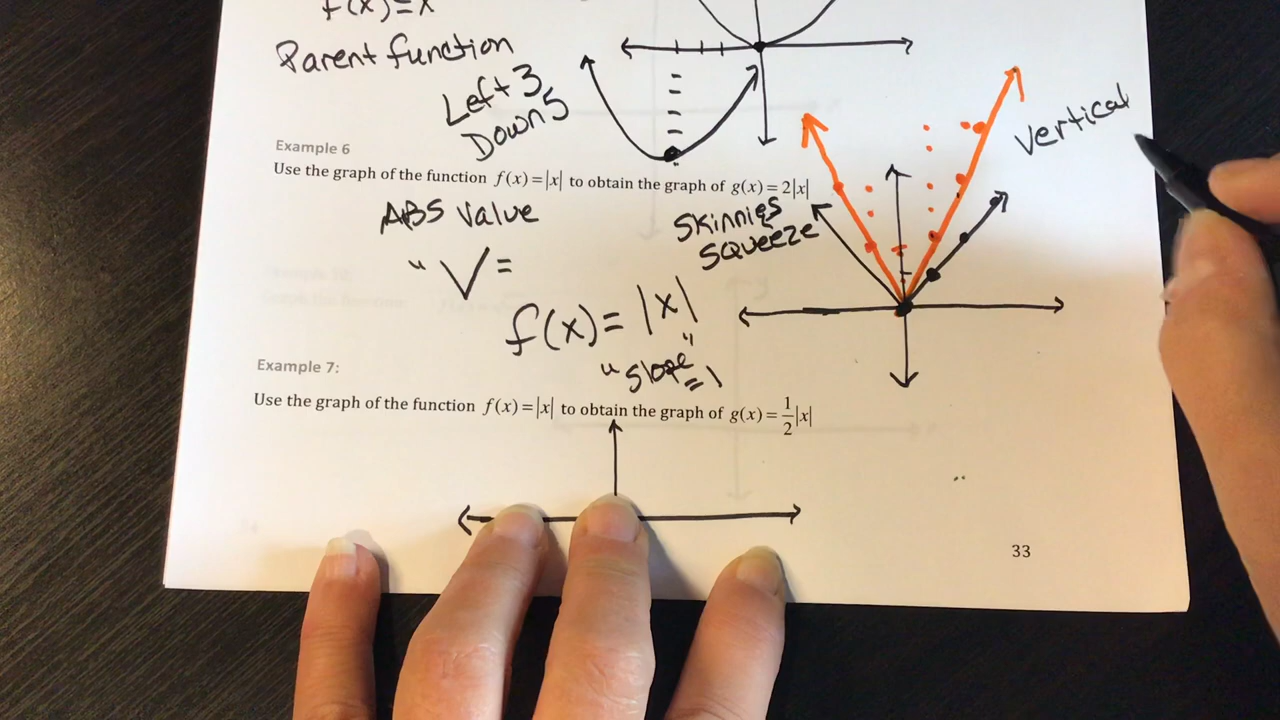 f(x)=x
Parent function
Left 3
Down 5
Example 6
Use the graph of the function f(x)=|x| to obtain the graph of g(x)=2|x|
ABS value
"V=
Skinnies
squeeze
Vertical
f(x)=|x|
"slope"
=1
Example 7:
Use the graph of the function f(x)=|x| to obtain the graph of g(x)=1/2|x|
33